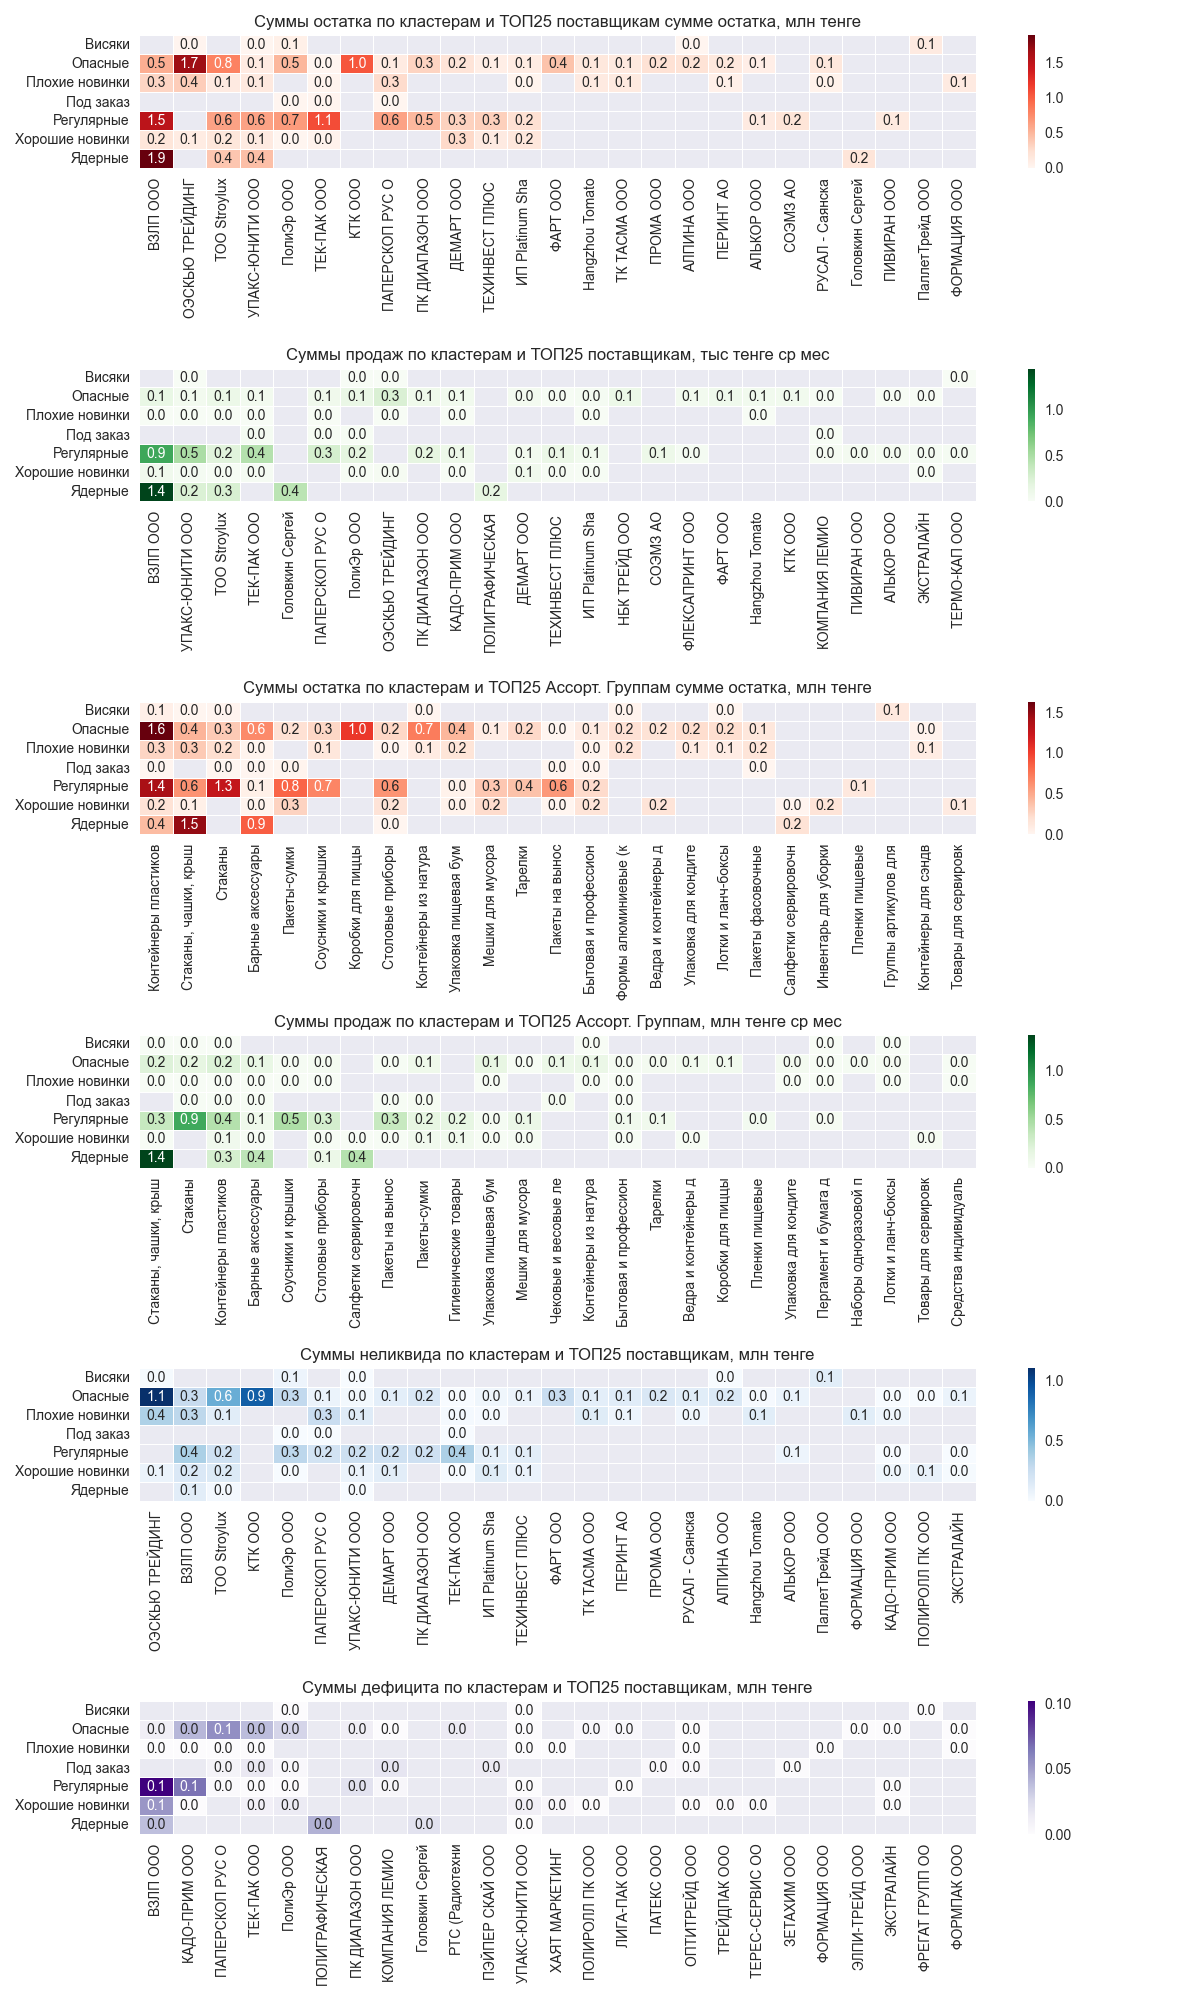 Суммы остатка по кластерам и ТОП25 поставщикам сумме остатка, млн тенге
Висяки 0.0 0.0 0.1 0.0 0.1
Опасные 0.5 1.7 0.8 0.1 0.5 0.0 1.0 0.1 0.3 0.2 0.1 0.1 0.4 0.1 0.1 0.2 0.2 0.2 0.1 0.1
Плохие новинки 0.3 0.4 0.1 0.1 0.0 0.3 0.0 0.1 0.1 0.1 0.0 0.1
Под заказ 0.0 0.0 0.0
Регулярные 1.5 0.6 0.6 0.7 1.1 0.6 0.5 0.3 0.3 0.2 0.1 0.2 0.1
Хорошие новинки 0.2 0.1 0.2 0.1 0.0 0.0 0.3 0.1 0.2
Ядерные 1.9 0.4 0.4 0.2
1.5
1.0
0.5
0.0
ВЗЛП ООО
ОЭСКЬЮ ТРЕЙДИНГ
ТОО Stroylux
УПАКС-ЮНИТИ ООО
ПолиЭр ООО
ТЕК-ПАК ООО
КТК ООО
ПАПЕРСКОП РУС О
ПК ДИАПАЗОН ООО
ДЕМАРТ ООО
ТЕХИНВЕСТ ПЛЮС
ИП Platinum Sha
ФАРТ ООО
Hangzhou Tomato
ТК ТАСМА ООО
ПРОМА ООО
АЛПИНА ООО
ПЕРИНТ АО
АЛЬКОР ООО
СОЭМЗ АО
РУСАЛ - Саянска
Головкин Сергей
ПИВИРАН ООО
ПаллетТрейд ООО
ФОРМАЦИЯ ООО
Суммы продаж по кластерам и ТОП25 поставщикам, тыс тенге ср мес
Висяки 0.0 0.0 0.0 0.0
Опасные 0.1 0.1 0.1 0.1 0.1 0.1 0.3 0.1 0.1 0.0 0.0 0.0 0.1 0.1 0.1 0.1 0.1 0.0 0.0 0.0
Плохие новинки 0.0 0.0 0.0 0.0 0.0 0.0 0.0 0.0 0.0
Под заказ 0.0 0.0 0.0 0.0
Регулярные 0.9 0.5 0.2 0.4 0.3 0.2 0.2 0.1 0.1 0.1 0.1 0.1 0.0 0.0 0.0 0.0 0.0 0.0
Хорошие новинки 0.1 0.0 0.0 0.0 0.0 0.0 0.0 0.1 0.0 0.0 0.0
Ядерные 1.4 0.2 0.3 0.4 0.2
1.0
0.5
0.0
ВЗЛП ООО
УПАКС-ЮНИТИ ООО
ТОО Stroylux
ТЕК-ПАК ООО
Головкин Сергей
ПАПЕРСКОП РУС О
ПолиЭр ООО
ОЭСКЬЮ ТРЕЙДИНГ
ПК ДИАПАЗОН ООО
КАДО-ПРИМ ООО
ПОЛИГРАФИЧЕСКАЯ
ДЕМАРТ ООО
ТЕХИНВЕСТ ПЛЮС
ИП Platinum Sha
НБК ТРЕЙД ООО
СОЭМЗ АО
ФЛЕКСАПРИНТ ООО
ФАРТ ООО
Hangzhou Tomato
КТК ООО
КОМПАНИЯ ЛЕМИО
ПИВИРАН ООО
АЛЬКОР ООО
ЭКСТРАЛАЙН
ТЕРМО-КАП ООО
Суммы остатка по кластерам и ТОП25 Ассорт. Группам сумме остатка, млн тенге
Висяки 0.1 0.0 0.0 0.0 0.0 0.0 0.1
Опасные 1.6 0.4 0.3 0.6 0.2 0.3 1.0 0.2 0.7 0.4 0.1 0.2 0.0 0.1 0.2 0.2 0.2 0.2 0.1 0.0
Плохие новинки 0.3 0.3 0.2 0.0 0.1 0.0 0.1 0.2 0.0 0.2 0.1 0.1 0.2 0.1
Под заказ 0.0 0.0 0.0 0.0 0.0 0.0 0.0
Регулярные 1.4 0.6 1.3 0.1 0.8 0.7 0.6 0.0 0.3 0.4 0.6 0.2 0.1
Хорошие новинки 0.2 0.1 0.0 0.3 0.2 0.0 0.2 0.0 0.2 0.2 0.0 0.2 0.1
Ядерные 0.4 1.5 0.9 0.0 0.2
1.5
1.0
0.5
0.0
Контейнеры пластиков
Стаканы, чашки, крыш
Стаканы
Барные аксессуары
Пакеты-сумки
Соусники и крышки
Коробки для пиццы
Столовые приборы
Контейнеры из натура
Упаковка пищевая бум
Мешки для мусора
Тарелки
Пакеты на вынос
Бытовая и профессион
Формы алюминиевые (к
Ведра и контейнеры д
Упаковка для кондите
Лотки и ланч-боксы
Пакеты фасовочные
Салфетки сервировочн
Инвентарь для уборки
Пленки пищевые
Группы артикулов для
Контейнеры для сэндв
Товары для сервировк
Суммы продаж по кластерам и ТОП25 Ассорт. Группам, млн тенге ср мес
Висяки 0.0 0.0 0.0 0.0 0.0 0.0
Опасные 0.2 0.2 0.2 0.1 0.0 0.0 0.0 0.1 0.1 0.0 0.1 0.1 0.0 0.0 0.1 0.1 0.0 0.0 0.0 0.0 0.0
Плохие новинки 0.0 0.0 0.0 0.0 0.0 0.0 0.0 0.0 0.0 0.0 0.0 0.0 0.0
Под заказ 0.0 0.0 0.0 0.0 0.0 0.0 0.0
Регулярные 0.3 0.9 0.4 0.1 0.5 0.3 0.3 0.2 0.2 0.0 0.1 0.1 0.1 0.0 0.0
Хорошие новинки 0.0 0.1 0.0 0.0 0.0 0.0 0.1 0.1 0.0 0.0 0.0 0.0 0.0
Ядерные 1.4 0.3 0.4 0.1 0.4
1.0
0.5
0.0
Стаканы, чашки, крыш
Стаканы
Контейнеры пластиков
Барные аксессуары
Соусники и крышки
Столовые приборы
Салфетки сервировочн
Пакеты на вынос
Пакеты-сумки
Гигиенические товары
Упаковка пищевая бум
Мешки для мусора
Чековые и весовые ле
Контейнеры из натура
Бытовая и профессион
Тарелки
Ведра и контейнеры д
Коробки для пиццы
Пленки пищевые
Упаковка для кондите
Пергамент и бумага д
Наборы одноразовой п
Лотки и ланч-боксы
Товары для сервировк
Средства индивидуаль
Суммы неликвида по кластерам и ТОП25 поставщикам, млн тенге
Висяки 0.0 0.1 0.0 0.0 0.1
Опасные 1.1 0.3 0.6 0.9 0.3 0.1 0.0 0.1 0.2 0.0 0.0 0.1 0.3 0.1 0.1 0.2 0.1 0.2 0.0 0.1 0.0 0.0 0.1
Плохие новинки 0.4 0.3 0.1 0.3 0.1 0.0 0.0 0.1 0.1 0.0 0.1 0.1 0.0
Под заказ 0.0 0.0 0.0
Регулярные 0.4 0.2 0.3 0.2 0.2 0.2 0.2 0.4 0.1 0.1 0.1 0.0 0.0
Хорошие новинки 0.1 0.2 0.2 0.0 0.1 0.1 0.0 0.1 0.1 0.0 0.1 0.0
Ядерные 0.1 0.0 0.0
1.0
0.5
0.0
ОЭСКЬЮ ТРЕЙДИНГ
ВЗЛП ООО
ТОО Stroylux
КТК ООО
ПолиЭр ООО
ПАПЕРСКОП РУС О
УПАКС-ЮНИТИ ООО
ДЕМАРТ ООО
ПК ДИАПАЗОН ООО
ТЕК-ПАК ООО
ИП Platinum Sha
ТЕХИНВЕСТ ПЛЮС
ФАРТ ООО
ТК ТАСМА ООО
ПЕРИНТ АО
ПРОМА ООО
РУСАЛ - Саянска
АЛПИНА ООО
Hangzhou Tomato
АЛЬКОР ООО
ПаллетТрейд ООО
ФОРМАЦИЯ ООО
КАДО-ПРИМ ООО
ПОЛИРОЛЛ ПК ООО
ЭКСТРАЛАЙН
Суммы дефицита по кластерам и ТОП25 поставщикам, млн тенге
Висяки 0.0 0.0 0.0
Опасные 0.0 0.0 0.1 0.0 0.0 0.0 0.0 0.0 0.0 0.0 0.0 0.0 0.0 0.0 0.0
Плохие новинки 0.0 0.0 0.0 0.0 0.0 0.0 0.0 0.0 0.0
Под заказ 0.0 0.0 0.0 0.0 0.0 0.0 0.0 0.0
Регулярные 0.1 0.1 0.0 0.0 0.0 0.0 0.0 0.0 0.0 0.0
Хорошие новинки 0.1 0.0 0.0 0.0 0.0 0.0 0.0 0.0 0.0 0.0 0.0
Ядерные 0.0 0.0 0.0 0.0
0.10
0.05
0.00
ВЗЛП ООО
КАДО-ПРИМ ООО
ПАПЕРСКОП РУС О
ТЕК-ПАК ООО
ПолиЭр ООО
ПОЛИГРАФИЧЕСКАЯ
ПК ДИАПАЗОН ООО
КОМПАНИЯ ЛЕМИО
Головкин Сергей
РТС (Радиотехни
ПЭЙПЕР СКАЙ ООО
УПАКС-ЮНИТИ ООО
ХАЯТ МАРКЕТИНГ
ПОЛИРОЛЛ ПК ООО
ЛИГА-ПАК ООО
ПАТЕКС ООО
ОПТИТРЕЙД ООО
ТРЕЙДПАК ООО
ТЕРЕС-СЕРВИС ОО
ЗЕТАХИМ ООО
ФОРМАЦИЯ ООО
ЭЛПИ-ТРЕЙД ООО
ЭКСТРАЛАЙН
ФРЕГАТ ГРУПП ОО
ФОРМПАК ООО